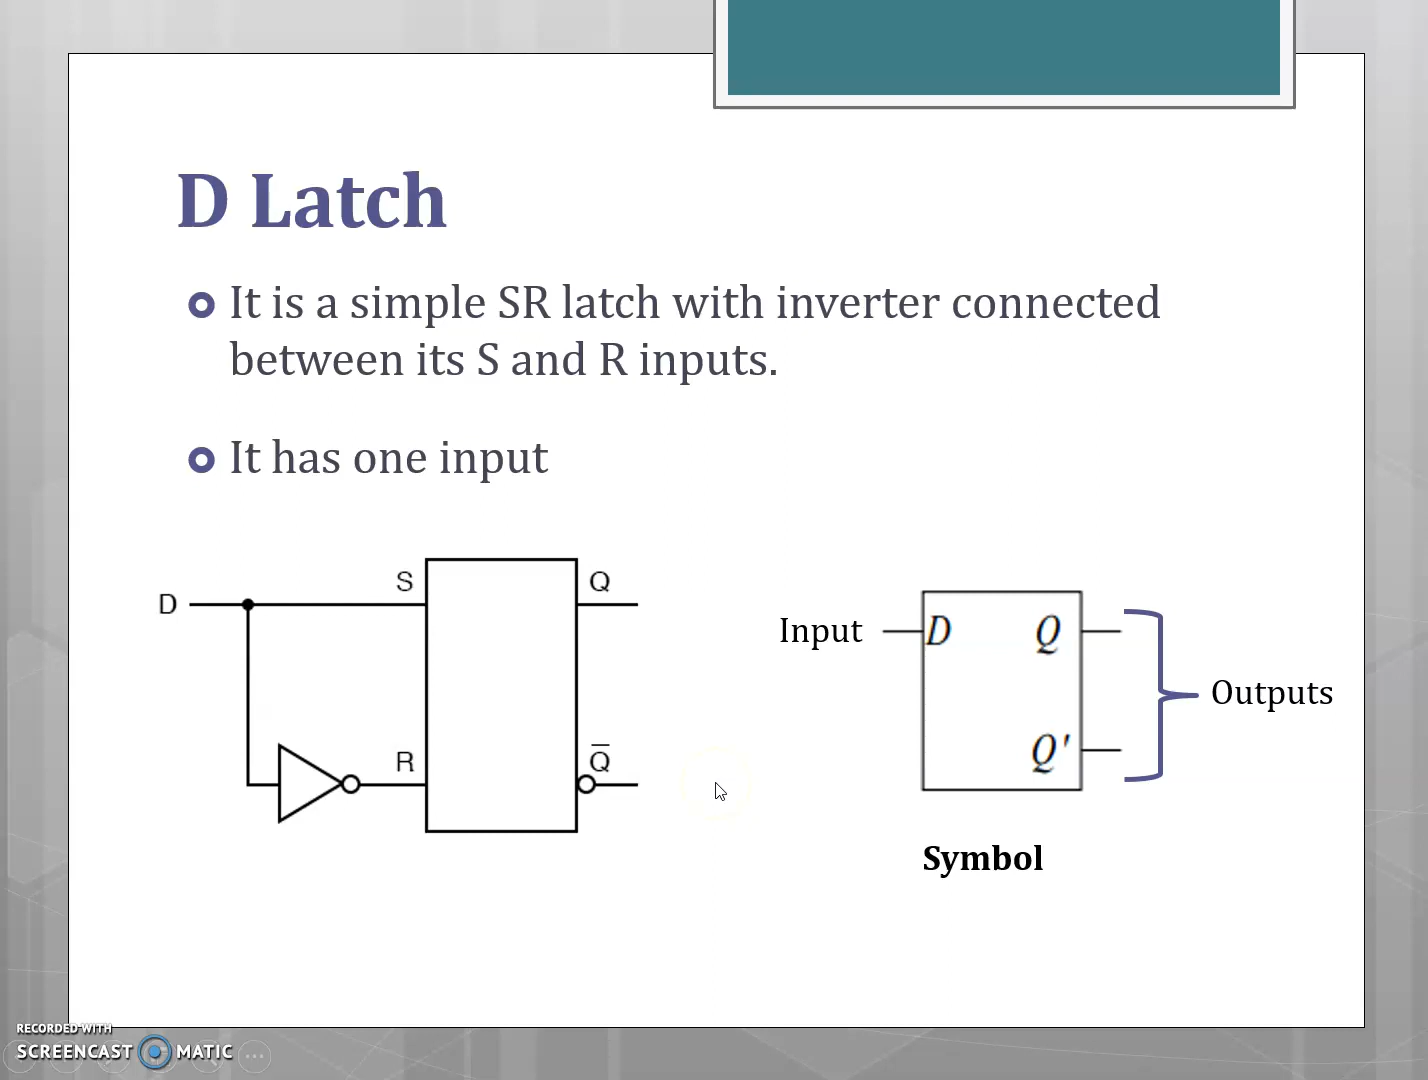 D Latch
It is a simple SR latch with inverter connected
between its S and R inputs.
It has one input
D
S
Q
R
Q̅
Input
D
Q
Q'
Outputs
Symbol
RECORDED WITH
SCREENCAST MATIC